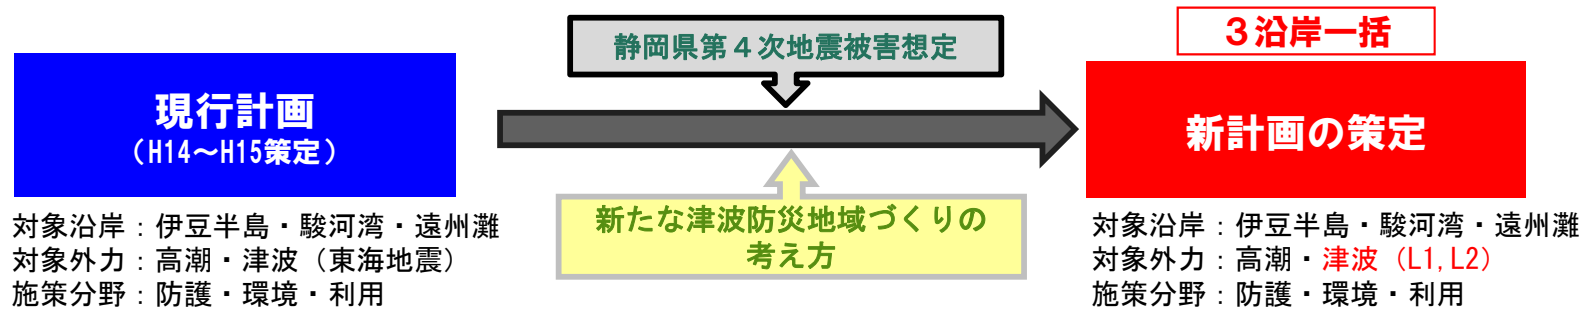 現行計画
（H14～H15策定）
対象沿岸：伊豆半島・駿河湾・遠州灘
対象外力：高潮・津波（東海地震）
施策分野：防護・環境・利用
静岡県第４次地震被害想定
新たな津波防災地域づくりの
考え方
３沿岸一括
新計画の策定
対象沿岸：伊豆半島・駿河湾・遠州灘
対象外力：高潮・津波（L1,L2）
施策分野：防護・環境・利用